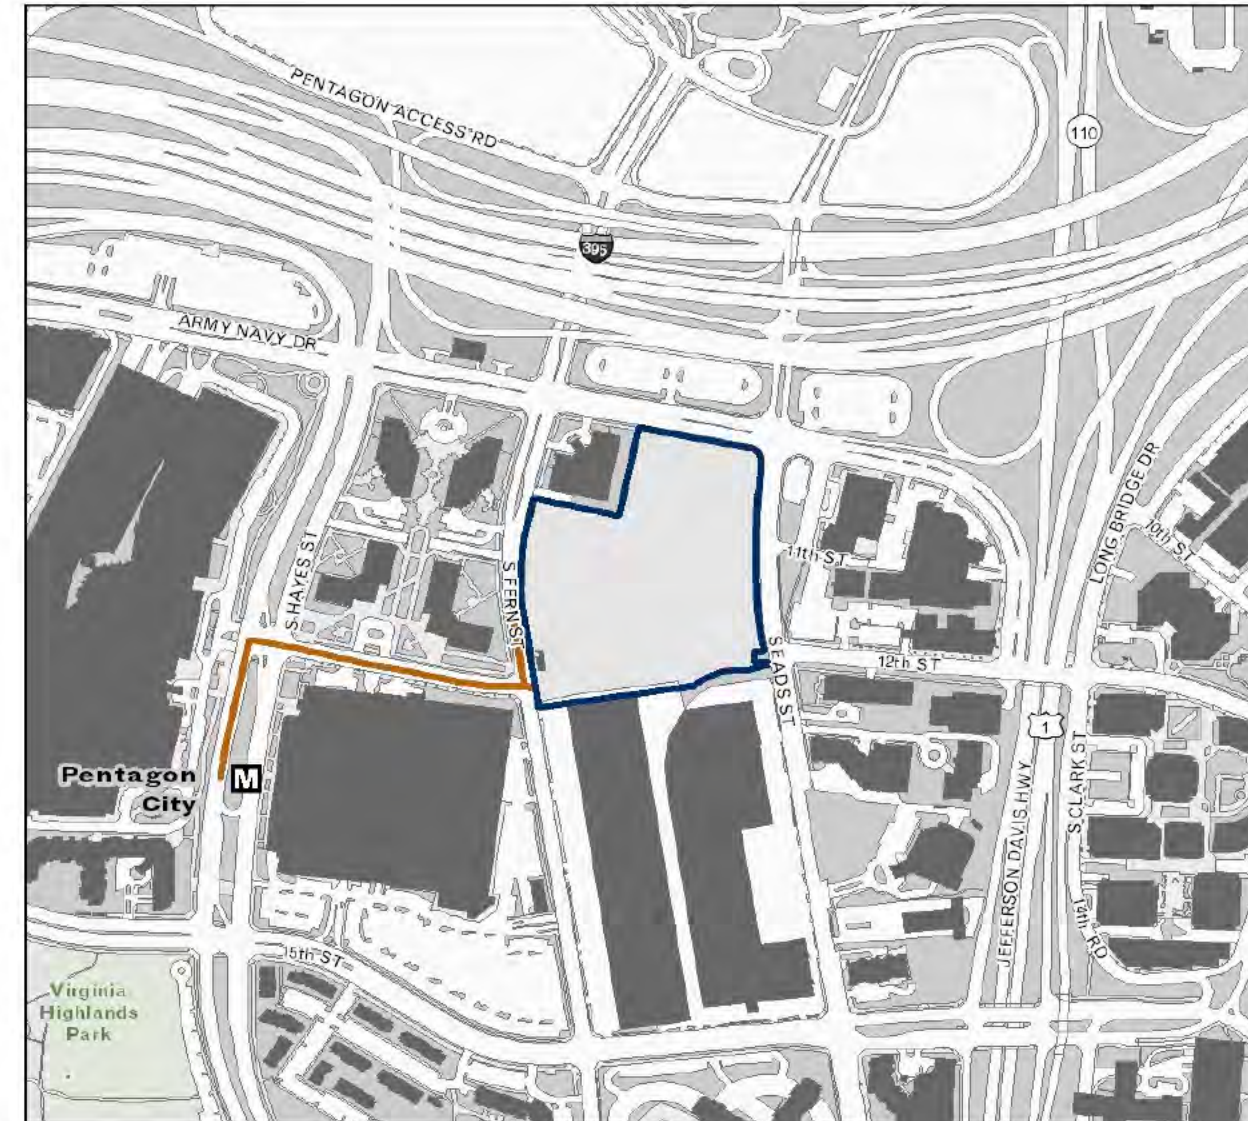 PENTAGON ACCESS RD
110
395
ARMY NAVY DR
LONG BRIDGE DR
10th ST
S HAYES ST
S FERN ST
11th ST
12th ST
S EADS ST
1
Pentagon
City
M
S CLARK ST
JEFFERSON DAVIS HWY
14th RD
15th ST
Virginia
Highlands
Park